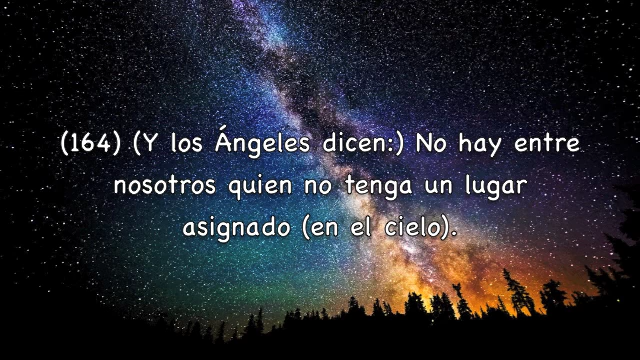 (164) (Y los Ángeles dicen:) No hay entre
nosotros quien no tenga un lugar
asignado (en el cielo).